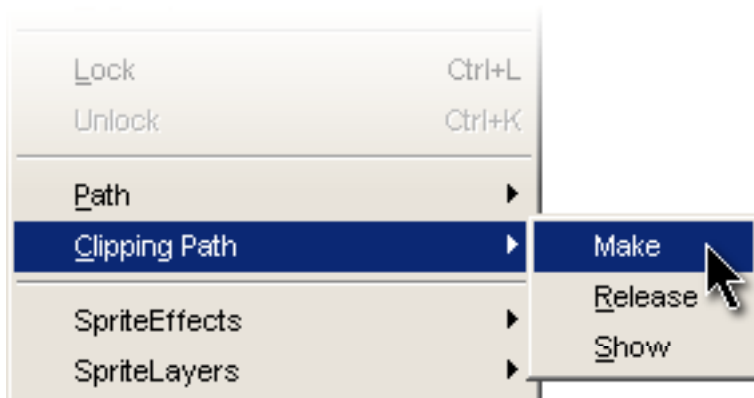 Lock Ctrl+L
Unlock Ctrl+K
Path
Clipping Path Make
Release
Show
SpriteEffects
SpriteLayers